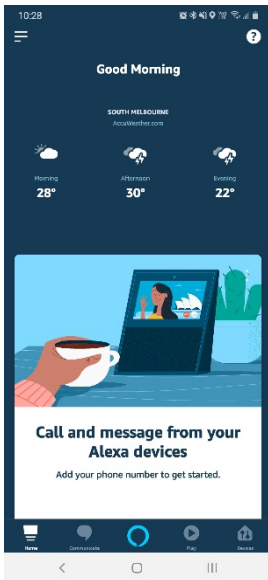 10:28
?
Good Morning
SOUTH MELBOURNE
AccuWeather.com
Morning Afternoon Evening
28° 30° 22°
Call and message from your
Alexa devices
Add your phone number to get started.
Home Communicate Play Devices